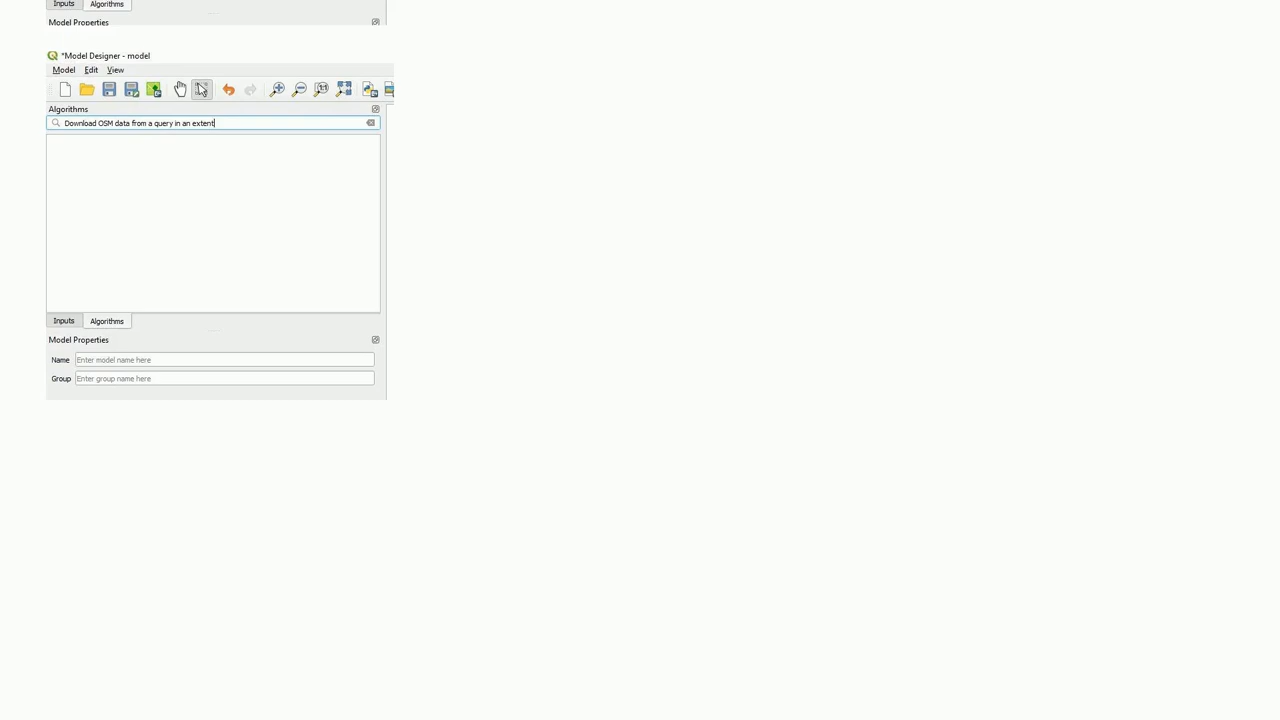 Inputs Algorithms
Model Properties
*Model Designer - model
Model Edit View
Algorithms
Download OSM data from a query in an extent
Inputs Algorithms
Model Properties
Name Enter model name here
Group Enter group name here